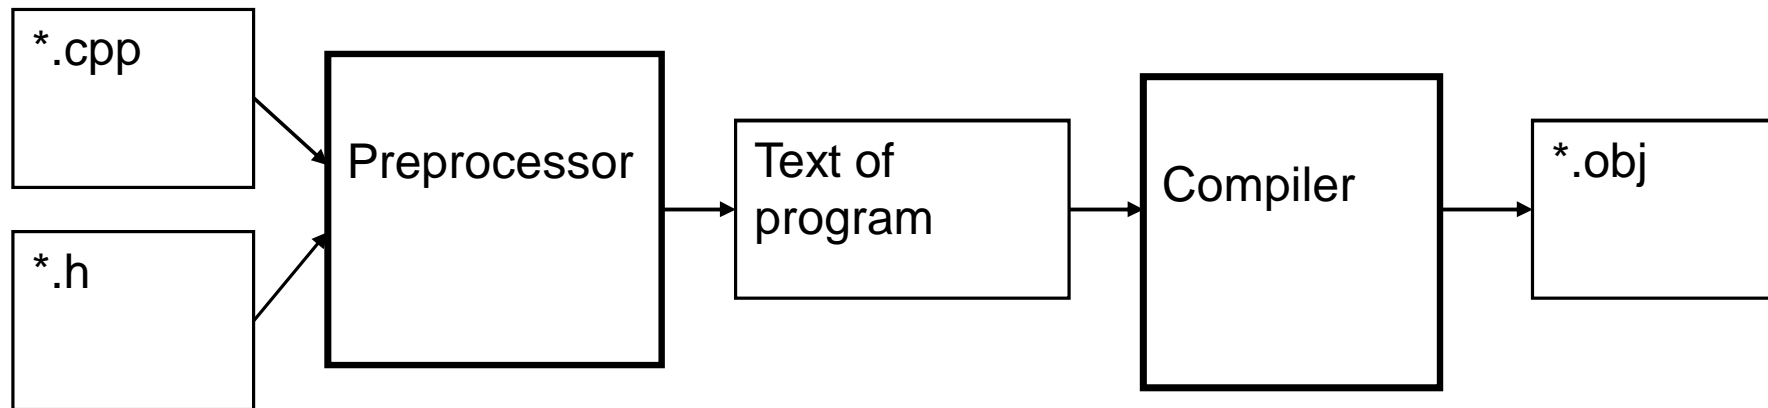 *.cpp
*.h
Preprocessor
Text of
program
Compiler
*.obj